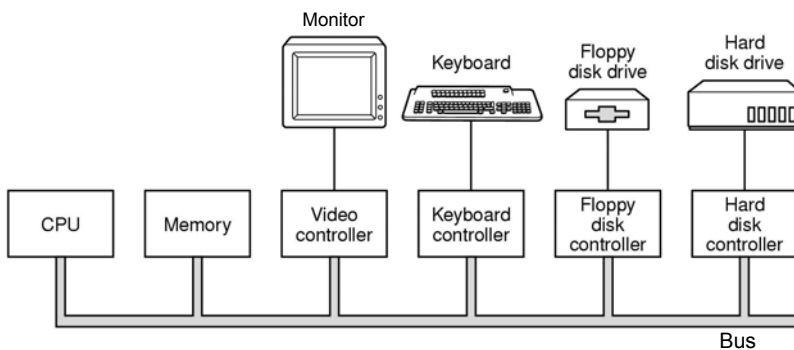 Monitor
Keyboard
Floppy
disk drive
Hard
disk drive
CPU
Memory
Video
controller
Keyboard
controller
Floppy
disk
controller
Hard
disk
controller
Bus